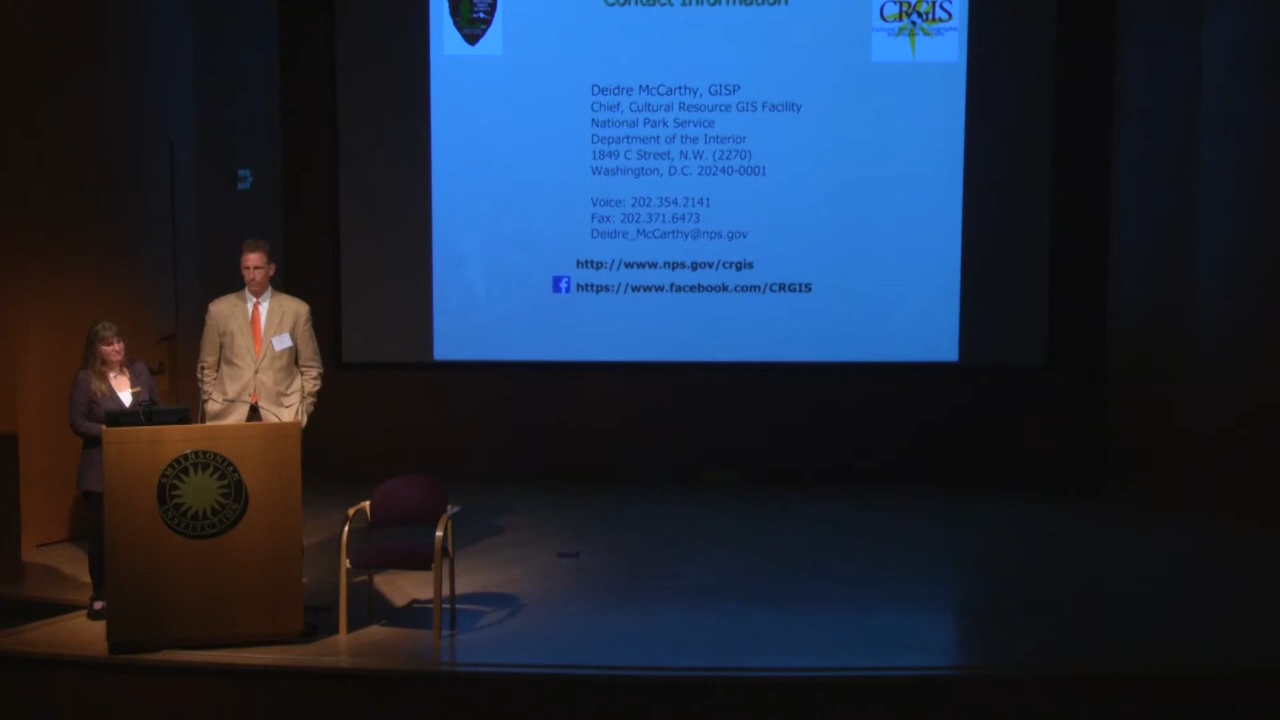 Contact Information
CRGIS
Deidre McCarthy, GISP
Chief, Cultural Resource GIS Facility
National Park Service
Department of the Interior
1849 C Street, N.W. (2270)
Washington, D.C. 20240-0001
Voice: 202.354.2141
Fax: 202.371.6473
Deidre_McCarthy@nps.gov
http://www.nps.gov/crgis
f https://www.facebook.com/CRGIS
SMITHSONIAN
INSTITUTION